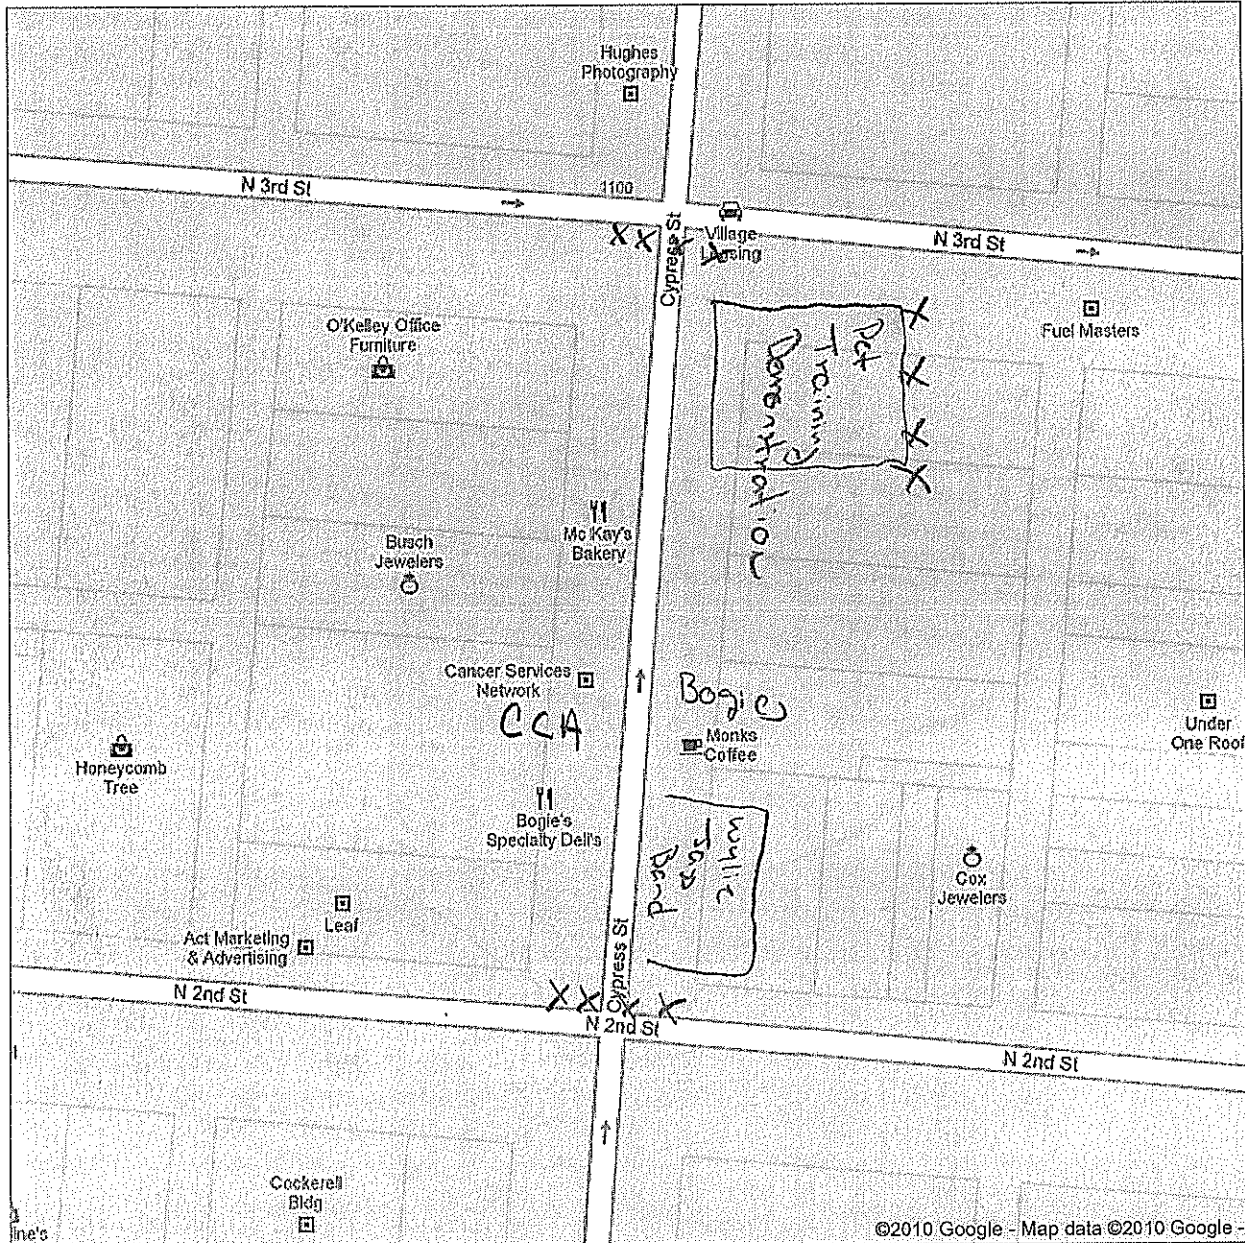 Hughes
Photography
N 3rd St
1100
Village
Leasing
N 3rd St
Cypress St
O'Kelley Office
Furniture
Fuel Masters
Pet
Training
Demontration
Mc Kay's
Bakery
Busch
Jewelers
Cancer Services
Network
CCA
Bogies
Monks
Coffee
Under
One Roof
Honeycomb
Tree
Bogie's
Specialty Deli's
Wylie
Jazz
Band
Cox
Jewelers
Leaf
Act Marketing
& Advertising
Cypress St
N 2nd St
N 2nd St
N 2nd St
Cockerell
Bldg
ine's
©2010 Google - Map data ©2010 Google -